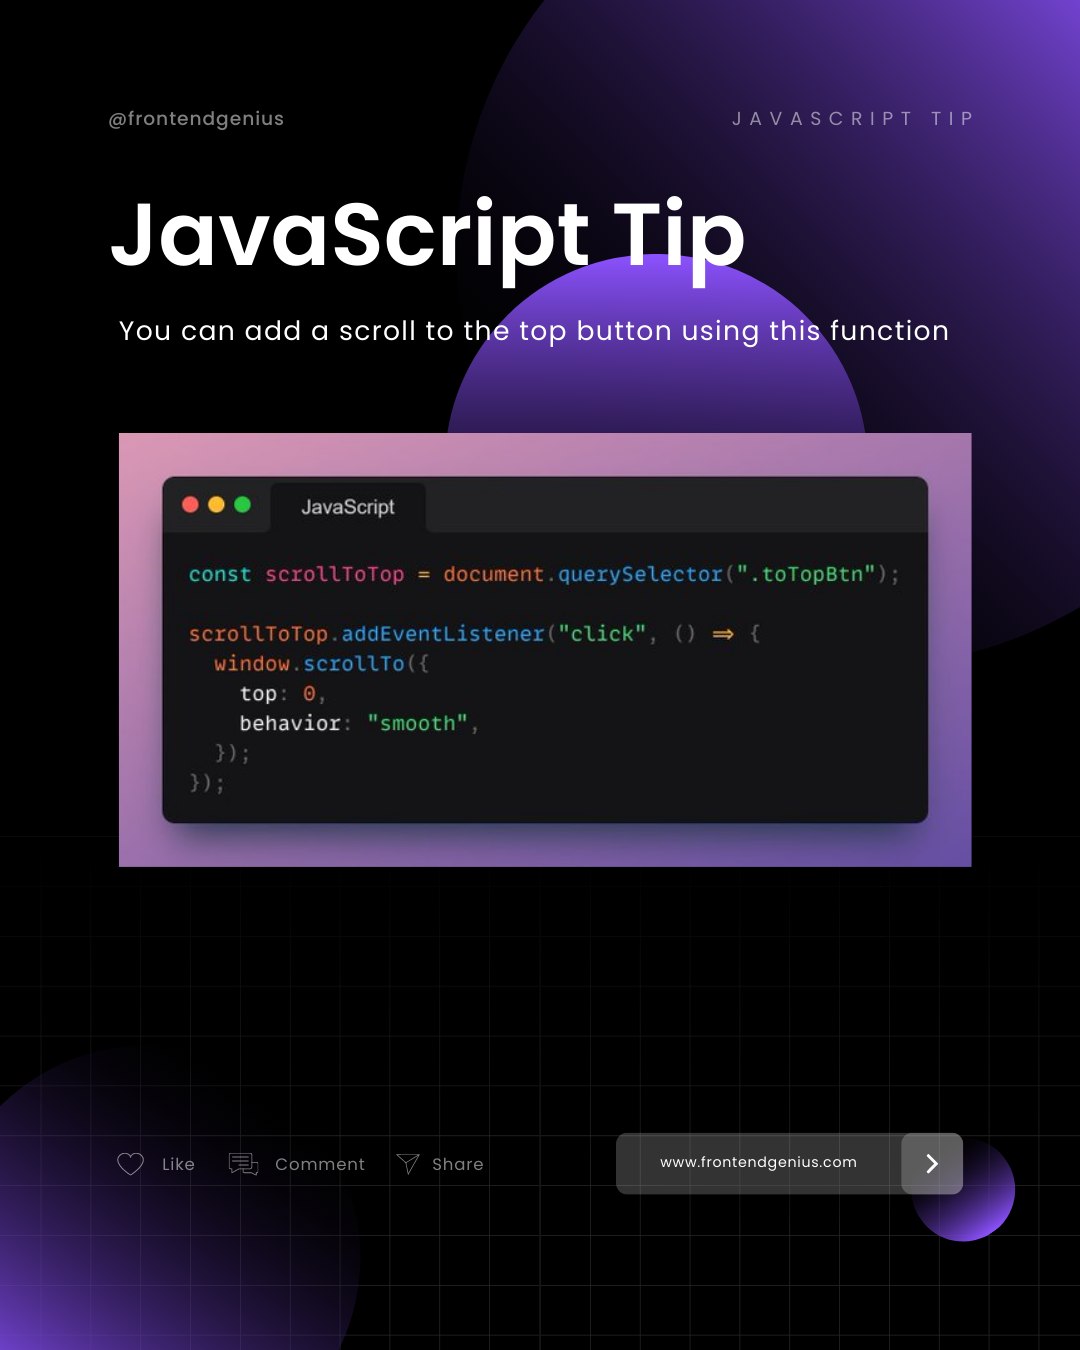 @frontendgenius
JAVASCRIPT TIP
JavaScript Tip
You can add a scroll to the top button using this function
JavaScript
const scrollToTop = document.querySelector(".toTopBtn");
scrollToTop.addEventListener("click", () => {
  window.scrollTo({
    top: 0,
    behavior: "smooth",
  });
});
Like
Comment
Share
www.frontendgenius.com